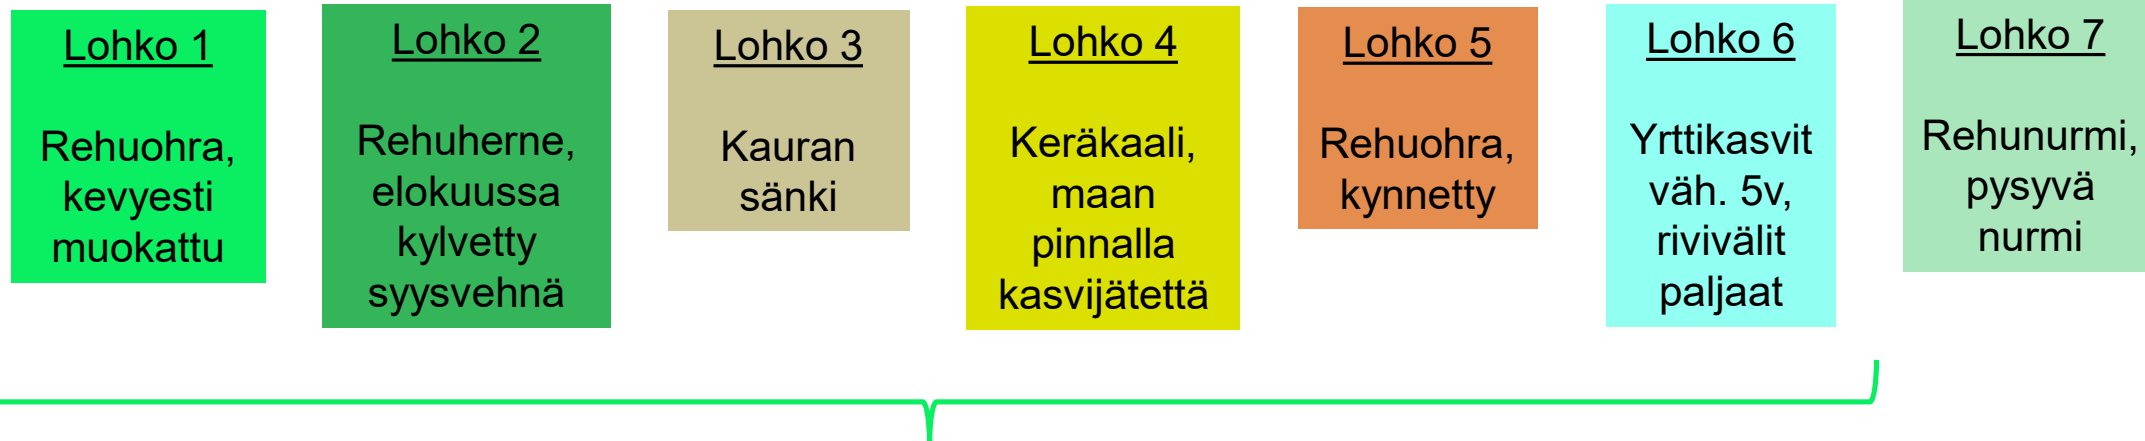 Lohko 1
Rehuohra,
kevyesti
muokattu
Lohko 2
Rehuherne,
elokuussa
kylvetty
syysvehnä
Lohko 3
Kauran
sänki
Lohko 4
Keräkaali,
maan
pinnalla
kasvijätettä
Lohko 5
Rehuohra,
kynnetty
Lohko 6
Yrttikasvit
väh. 5v,
rivivälit
paljaat
Lohko 7
Rehunurmi,
pysyvä
nurmi